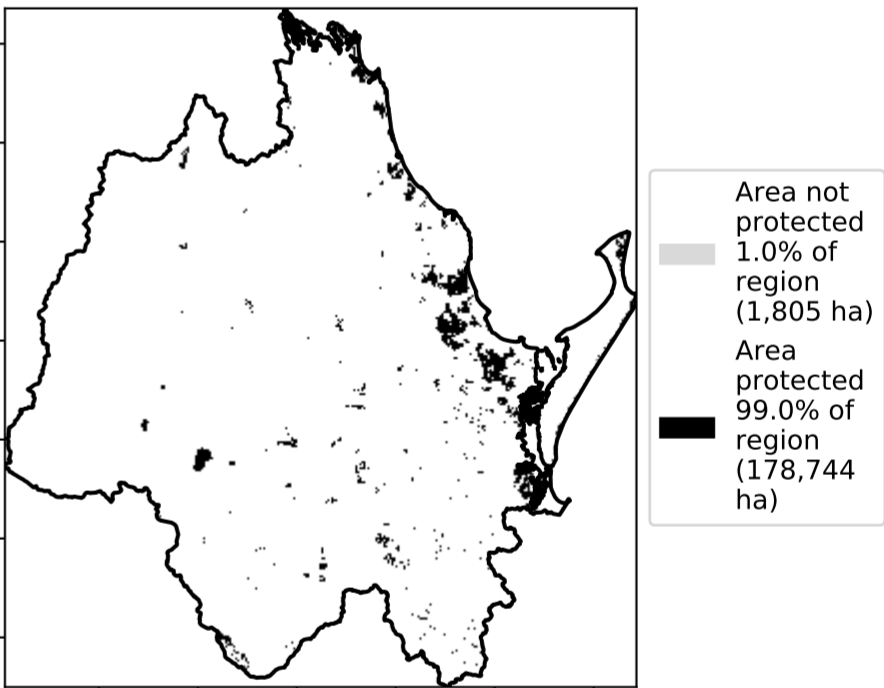 Area not
protected
1.0% of
region
(1,805 ha)
Area
protected
99.0% of
region
(178,744
ha)